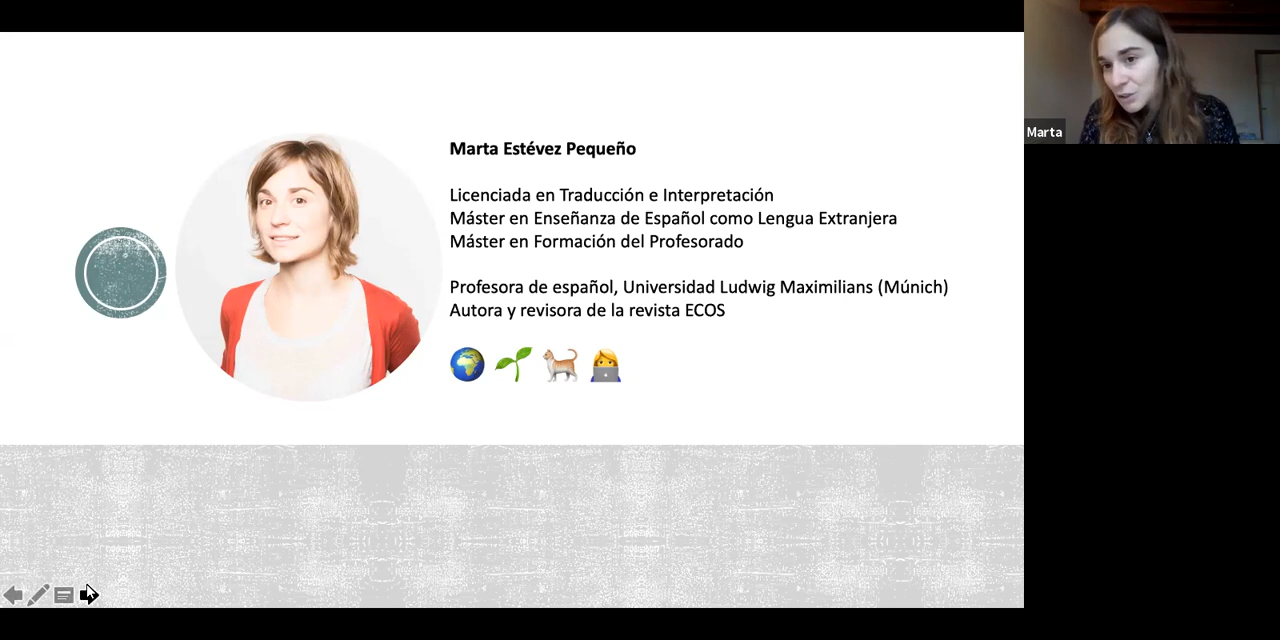 Marta Estévez Pequeño
Licenciada en Traducción e Interpretación
Máster en Enseñanza de Español como Lengua Extranjera
Máster en Formación del Profesorado
Profesora de español, Universidad Ludwig Maximilians (Múnich)
Autora y revisora de la revista ECOS
Marta